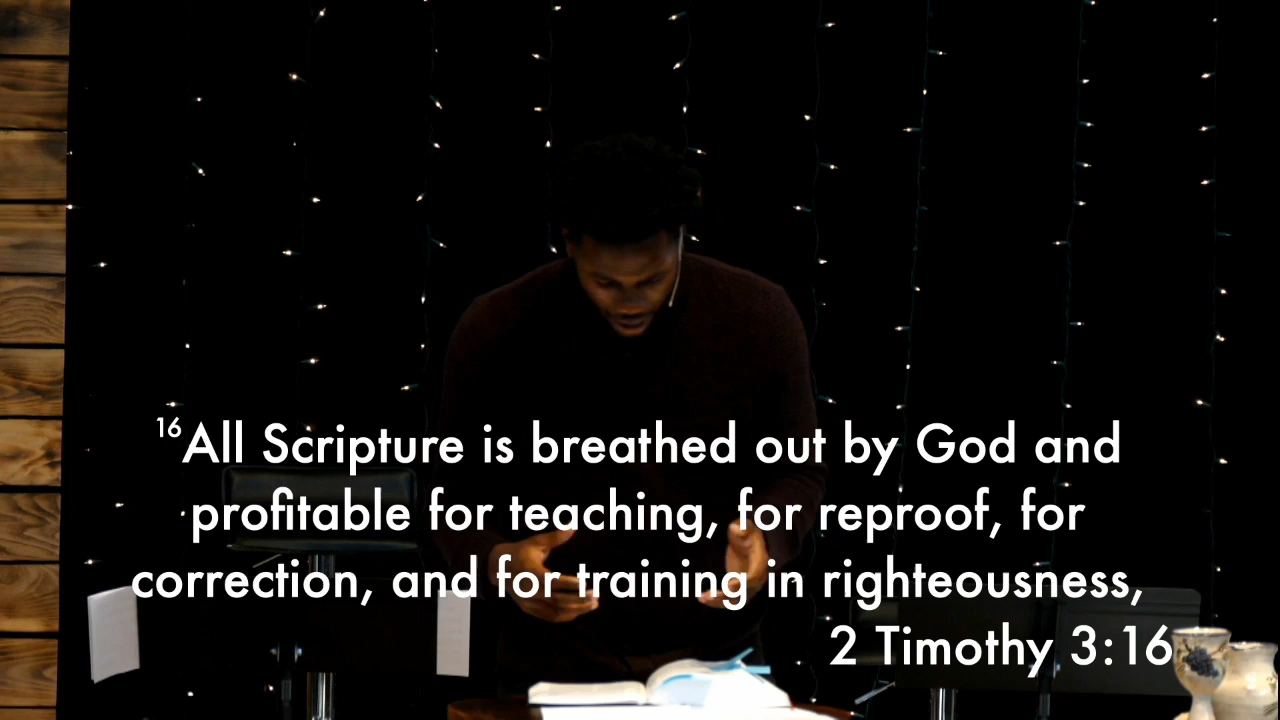 16All Scripture is breathed out by God and
profitable for teaching, for reproof, for
correction, and for training in righteousness,
2 Timothy 3:16